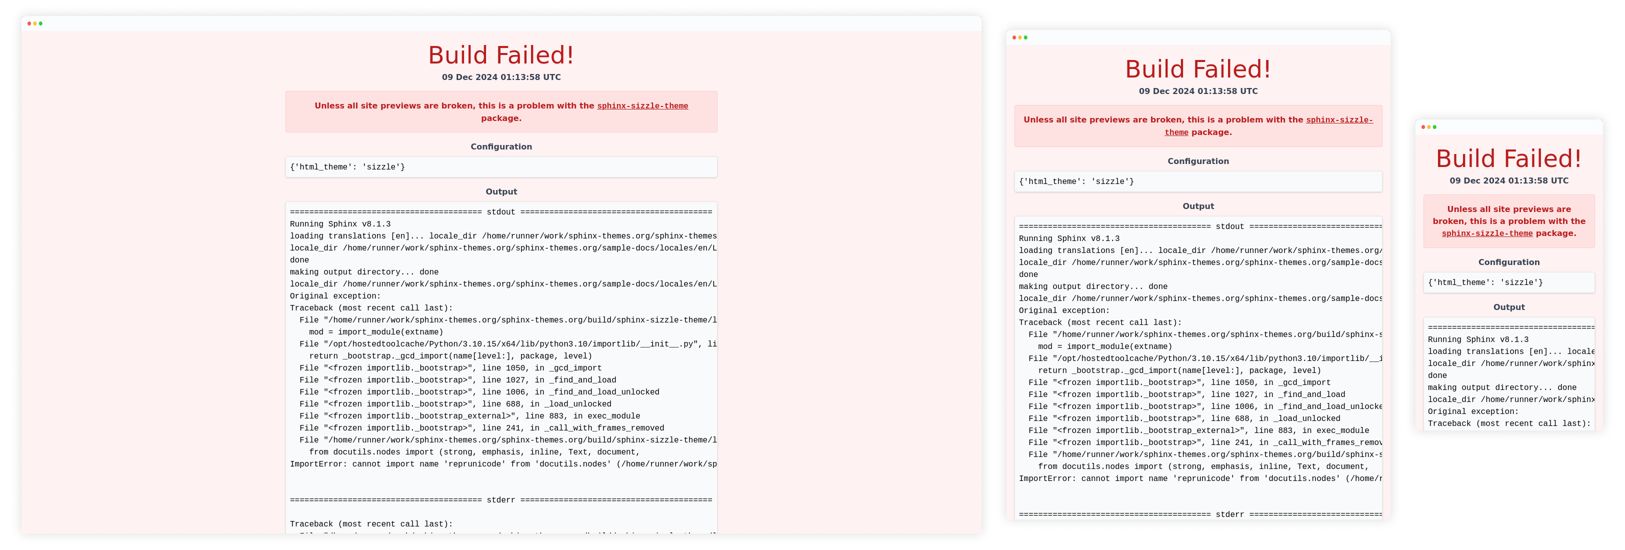 Build Failed!
09 Dec 2024 01:13:58 UTC
Unless all site previews are broken, this is a problem with the sphinx-sizzle-theme
package.
Configuration
{'html_theme': 'sizzle'}
Output
======================================== stdout ========================================
Running Sphinx v8.1.3
loading translations [en]... locale_dir /home/runner/work/sphinx-themes.org/sphinx-themes
locale_dir /home/runner/work/sphinx-themes.org/sphinx-themes.org/sample-docs/locales/en/L
done
making output directory... done
locale_dir /home/runner/work/sphinx-themes.org/sphinx-themes.org/sample-docs/locales/en/L
Original exception:
Traceback (most recent call last):
  File "/home/runner/work/sphinx-themes.org/sphinx-themes.org/build/sphinx-sizzle-theme/l
    mod = import_module(extname)
  File "/opt/hostedtoolcache/Python/3.10.15/x64/lib/python3.10/importlib/__init__.py", li
    return _bootstrap._gcd_import(name[level:], package, level)
  File "<frozen importlib._bootstrap>", line 1050, in _gcd_import
  File "<frozen importlib._bootstrap>", line 1027, in _find_and_load
  File "<frozen importlib._bootstrap>", line 1006, in _find_and_load_unlocked
  File "<frozen importlib._bootstrap>", line 688, in _load_unlocked
  File "<frozen importlib._bootstrap_external>", line 883, in exec_module
  File "<frozen importlib._bootstrap>", line 241, in _call_with_frames_removed
  File "/home/runner/work/sphinx-themes.org/sphinx-themes.org/build/sphinx-sizzle-theme/l
    from docutils.nodes import (strong, emphasis, inline, Text, document,
ImportError: cannot import name 'reprunicode' from 'docutils.nodes' (/home/runner/work/sp
======================================== stderr ========================================
Traceback (most recent call last):
Build Failed!
09 Dec 2024 01:13:58 UTC
Unless all site previews are broken, this is a problem with the sphinx-sizzle-
theme package.
Configuration
{'html_theme': 'sizzle'}
Output
======================================== stdout ====================================
Running Sphinx v8.1.3
loading translations [en]... locale_dir /home/runner/work/sphinx-themes.org/
locale_dir /home/runner/work/sphinx-themes.org/sphinx-themes.org/sample-docs
done
making output directory... done
locale_dir /home/runner/work/sphinx-themes.org/sphinx-themes.org/sample-docs
Original exception:
Traceback (most recent call last):
  File "/home/runner/work/sphinx-themes.org/sphinx-themes.org/build/sphinx-s
    mod = import_module(extname)
  File "/opt/hostedtoolcache/Python/3.10.15/x64/lib/python3.10/importlib/__i
    return _bootstrap._gcd_import(name[level:], package, level)
  File "<frozen importlib._bootstrap>", line 1050, in _gcd_import
  File "<frozen importlib._bootstrap>", line 1027, in _find_and_load
  File "<frozen importlib._bootstrap>", line 1006, in _find_and_load_unlocke
  File "<frozen importlib._bootstrap>", line 688, in _load_unlocked
  File "<frozen importlib._bootstrap_external>", line 883, in exec_module
  File "<frozen importlib._bootstrap>", line 241, in _call_with_frames_remov
  File "/home/runner/work/sphinx-themes.org/sphinx-themes.org/build/sphinx-s
    from docutils.nodes import (strong, emphasis, inline, Text, document,
ImportError: cannot import name 'reprunicode' from 'docutils.nodes' (/home/r
======================================== stderr ====================================
Build Failed!
09 Dec 2024 01:13:58 UTC
Unless all site previews are
broken, this is a problem with the
sphinx-sizzle-theme package.
Configuration
{'html_theme': 'sizzle'}
Output
===================================
Running Sphinx v8.1.3
loading translations [en]... locale
locale_dir /home/runner/work/sphinx
done
making output directory... done
locale_dir /home/runner/work/sphinx
Original exception:
Traceback (most recent call last):